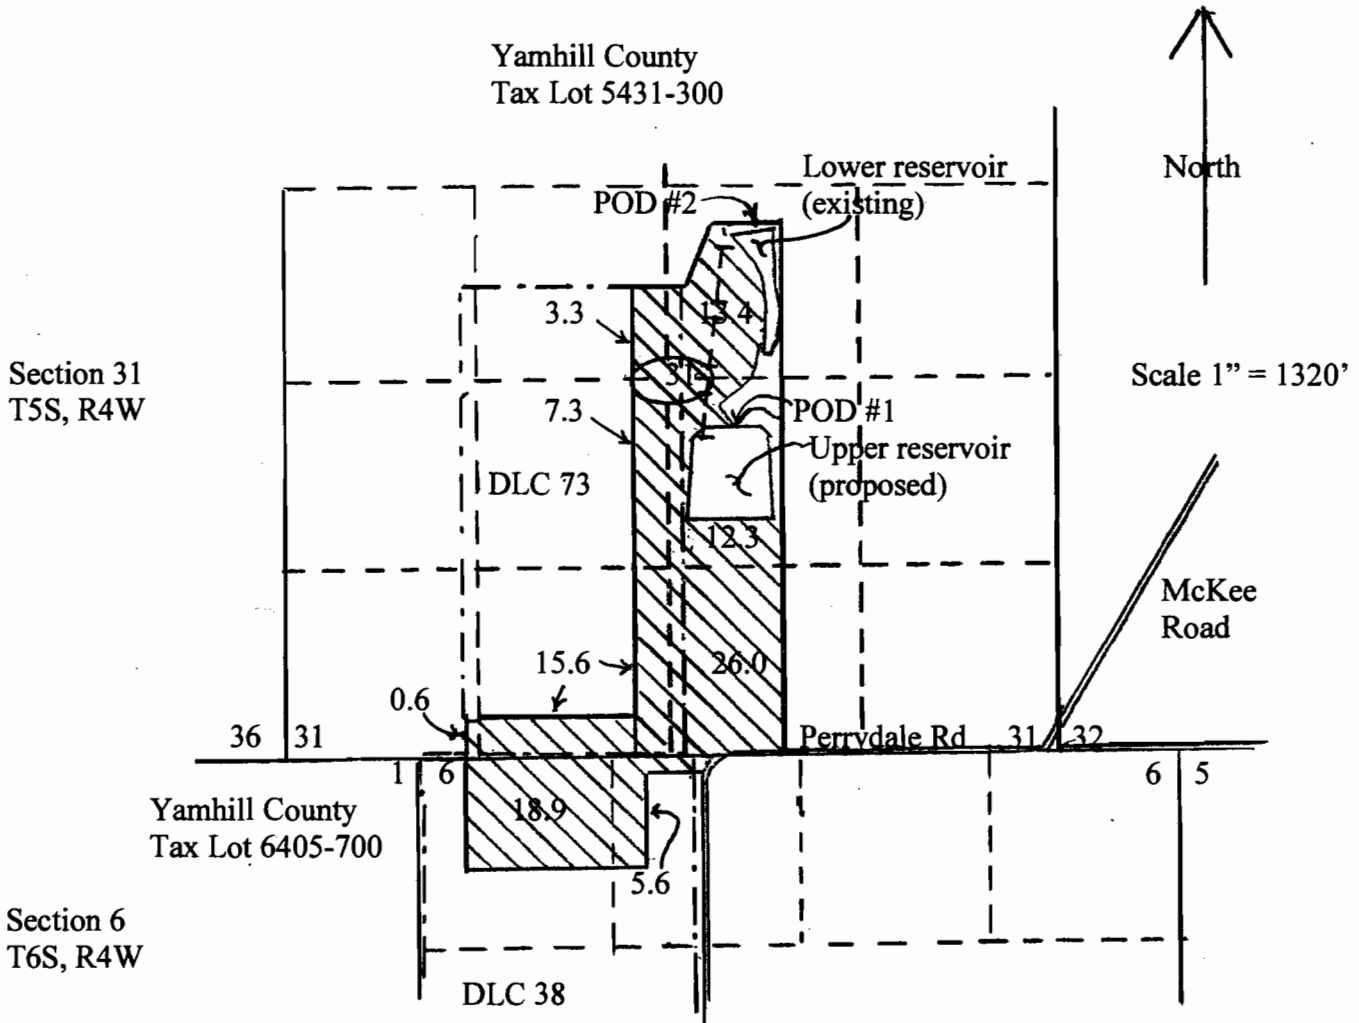 Yamhill County
Tax Lot 5431-300
North
Lower reservoir
(existing)
POD #2
3.3
13.4
Section 31
T5S, R4W
31
Scale 1” = 1320’
7.3
POD #1
Upper reservoir
(proposed)
DLC 73
12.3
McKee
Road
15.6
26.0
0.6
36
31
Perrydale Rd
31
32
1
6
6
5
Yamhill County
Tax Lot 6405-700
18.9
5.6
Section 6
T6S, R4W
DLC 38